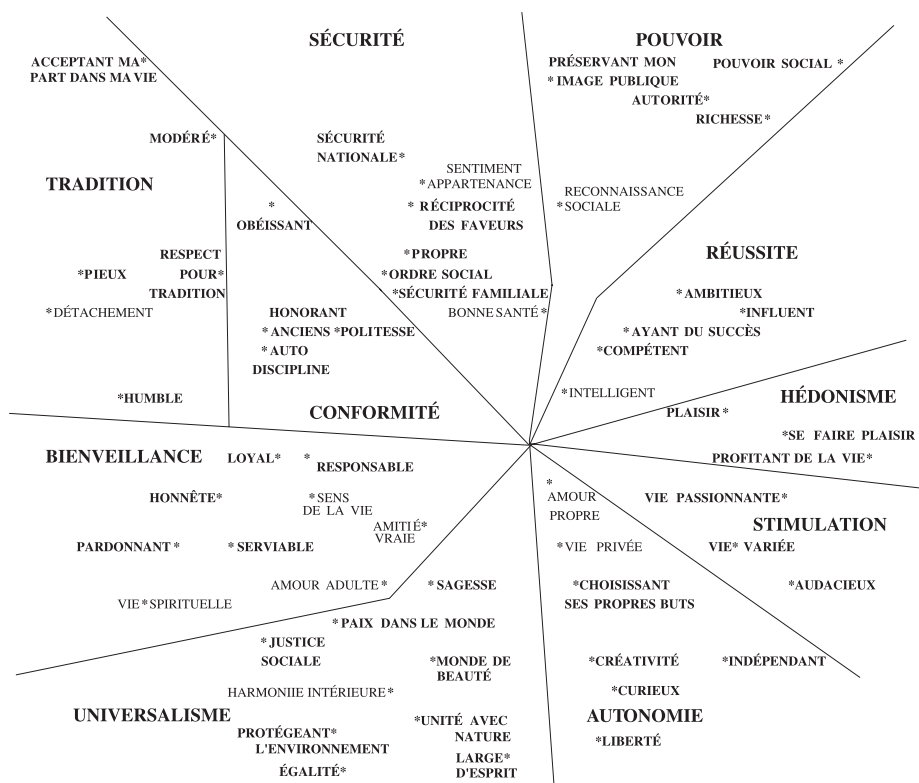 SÉCURITÉ
POUVOIR
ACCEPTANT MA*
PART DANS MA VIE
PRÉSERVANT MON
* IMAGE PUBLIQUE
POUVOIR SOCIAL *
AUTORITÉ*
RICHESSE *
MODÉRÉ*
SÉCURITÉ
NATIONALE*
TRADITION
SENTIMENT
*APPARTENANCE
RECONNAISSANCE
*SOCIALE
*
OBÉISSANT
* RÉCIPROCITÉ
DES FAVEURS
RESPECT
POUR*
TRADITION
*PIEUX
*DÉTACHEMENT
*PROPRE
*ORDRE SOCIAL
*SÉCURITÉ FAMILIALE
BONNE SANTÉ *
RÉUSSITE
*AMBITIEUX
*INFLUENT
*AYANT DU SUCCÈS
*COMPÉTENT
HONORANT
*ANCIENS *POLITESSE
*AUTO
DISCIPLINE
*HUMBLE
CONFORMITÉ
*INTELLIGENT
HÉDONISME
PLAISIR *
*SE FAIRE PLAISIR
PROFITANT DE LA VIE*
BIENVEILLANCE
LOYAL*
*
RESPONSABLE
HONNÊTE*
*SENS
DE LA VIE
AMITIÉ*
VRAIE
*
AMOUR
PROPRE
VIE PASSIONNANTE*
STIMULATION
PARDONNANT *
* SERVIABLE
*VIE PRIVÉE
VIE* VARIÉE
AMOUR ADULTE *
*SAGESSE
*CHOISISSANT
SES PROPRES BUTS
*AUDACIEUX
VIE*SPIRITUELLE
* PAIX DANS LE MONDE
*JUSTICE
SOCIALE
*MONDE DE
BEAUTÉ
*CRÉATIVITÉ
*INDÉPENDANT
HARMONIIE INTÉRIEURE *
*CURIEUX
UNIVERSALISME
*UNITÉ AVEC
NATURE
AUTONOMIE
PROTÉGEANT*
L'ENVIRONNEMENT
*LIBERTÉ
LARGE*
D'ESPRIT
ÉGALITÉ*